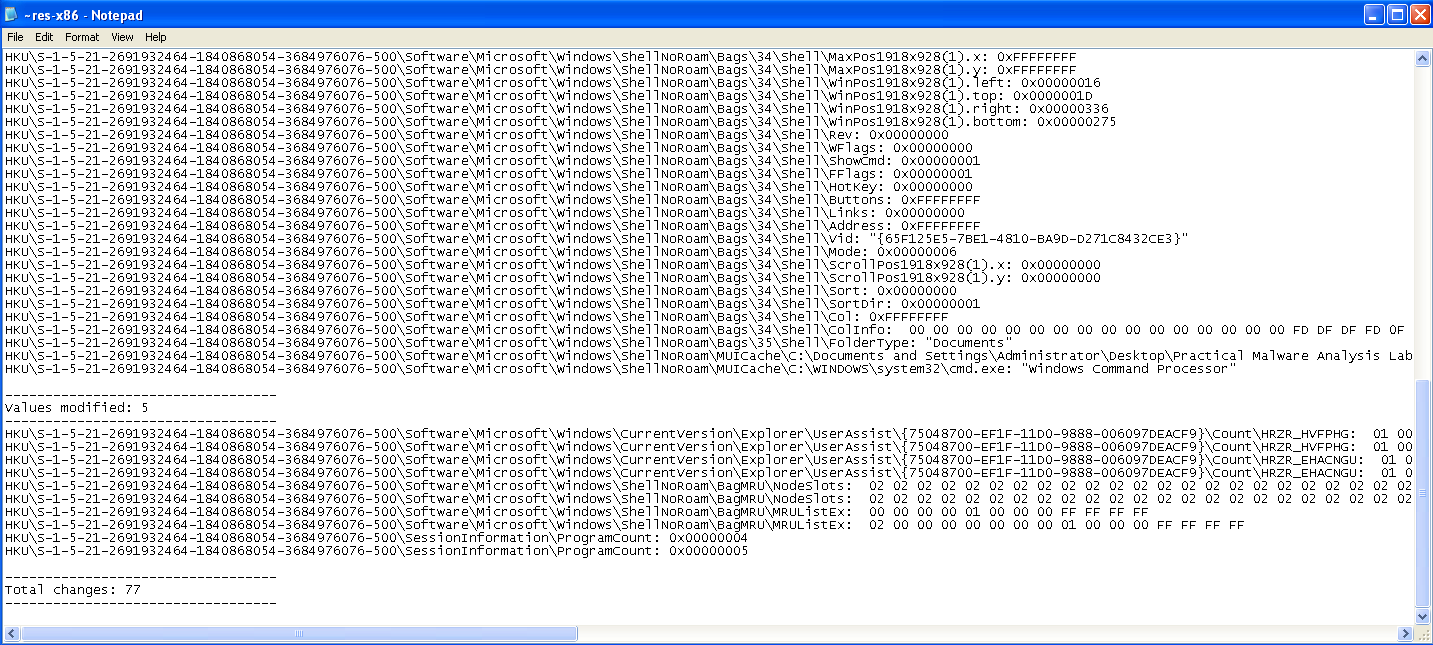 ~res-x86 - Notepad
File Edit Format View Help
HKU\S-1-5-21-2691932464-1840868054-3684976076-500\Software\Microsoft\Windows\ShellNoRoam\Bags\34\Shell\MaxPos1918x928(1).x: 0xFFFFFFFF
HKU\S-1-5-21-2691932464-1840868054-3684976076-500\Software\Microsoft\Windows\ShellNoRoam\Bags\34\Shell\MaxPos1918x928(1).y: 0xFFFFFFFF
HKU\S-1-5-21-2691932464-1840868054-3684976076-500\Software\Microsoft\Windows\ShellNoRoam\Bags\34\Shell\WinPos1918x928(1).left: 0x00000016
HKU\S-1-5-21-2691932464-1840868054-3684976076-500\Software\Microsoft\Windows\ShellNoRoam\Bags\34\Shell\WinPos1918x928(1).top: 0x0000001D
HKU\S-1-5-21-2691932464-1840868054-3684976076-500\Software\Microsoft\Windows\ShellNoRoam\Bags\34\Shell\WinPos1918x928(1).right: 0x00000336
HKU\S-1-5-21-2691932464-1840868054-3684976076-500\Software\Microsoft\Windows\ShellNoRoam\Bags\34\Shell\WinPos1918x928(1).bottom: 0x00000275
HKU\S-1-5-21-2691932464-1840868054-3684976076-500\Software\Microsoft\Windows\ShellNoRoam\Bags\34\Shell\Rev: 0x00000000
HKU\S-1-5-21-2691932464-1840868054-3684976076-500\Software\Microsoft\Windows\ShellNoRoam\Bags\34\Shell\WFlags: 0x00000000
HKU\S-1-5-21-2691932464-1840868054-3684976076-500\Software\Microsoft\Windows\ShellNoRoam\Bags\34\Shell\ShowCmd: 0x00000001
HKU\S-1-5-21-2691932464-1840868054-3684976076-500\Software\Microsoft\Windows\ShellNoRoam\Bags\34\Shell\FFlags: 0x00000001
HKU\S-1-5-21-2691932464-1840868054-3684976076-500\Software\Microsoft\Windows\ShellNoRoam\Bags\34\Shell\HotKey: 0x00000000
HKU\S-1-5-21-2691932464-1840868054-3684976076-500\Software\Microsoft\Windows\ShellNoRoam\Bags\34\Shell\Buttons: 0xFFFFFFFF
HKU\S-1-5-21-2691932464-1840868054-3684976076-500\Software\Microsoft\Windows\ShellNoRoam\Bags\34\Shell\Links: 0x00000000
HKU\S-1-5-21-2691932464-1840868054-3684976076-500\Software\Microsoft\Windows\ShellNoRoam\Bags\34\Shell\Address: 0xFFFFFFFF
HKU\S-1-5-21-2691932464-1840868054-3684976076-500\Software\Microsoft\Windows\ShellNoRoam\Bags\34\Shell\Vid: "{65F125E5-7BE1-4810-BA9D-D271C8432CE3}"
HKU\S-1-5-21-2691932464-1840868054-3684976076-500\Software\Microsoft\Windows\ShellNoRoam\Bags\34\Shell\Mode: 0x00000006
HKU\S-1-5-21-2691932464-1840868054-3684976076-500\Software\Microsoft\Windows\ShellNoRoam\Bags\34\Shell\ScrollPos1918x928(1).x: 0x00000000
HKU\S-1-5-21-2691932464-1840868054-3684976076-500\Software\Microsoft\Windows\ShellNoRoam\Bags\34\Shell\ScrollPos1918x928(1).y: 0x00000000
HKU\S-1-5-21-2691932464-1840868054-3684976076-500\Software\Microsoft\Windows\ShellNoRoam\Bags\34\Shell\Sort: 0x00000000
HKU\S-1-5-21-2691932464-1840868054-3684976076-500\Software\Microsoft\Windows\ShellNoRoam\Bags\34\Shell\SortDir: 0x00000001
HKU\S-1-5-21-2691932464-1840868054-3684976076-500\Software\Microsoft\Windows\ShellNoRoam\Bags\34\Shell\Col: 0xFFFFFFFF
HKU\S-1-5-21-2691932464-1840868054-3684976076-500\Software\Microsoft\Windows\ShellNoRoam\Bags\34\Shell\ColInfo:  00 00 00 00 00 00 00 00 00 00 00 00 00 00 00 00 FD DF DF FD 0F
HKU\S-1-5-21-2691932464-1840868054-3684976076-500\Software\Microsoft\Windows\ShellNoRoam\Bags\35\Shell\FolderType: "Documents"
HKU\S-1-5-21-2691932464-1840868054-3684976076-500\Software\Microsoft\Windows\ShellNoRoam\MUICache\C:\Documents and Settings\Administrator\Desktop\Practical Malware Analysis Lab
HKU\S-1-5-21-2691932464-1840868054-3684976076-500\Software\Microsoft\Windows\ShellNoRoam\MUICache\C:\WINDOWS\system32\cmd.exe: "Windows Command Processor"
----------------------------------
Values modified: 5
----------------------------------
HKU\S-1-5-21-2691932464-1840868054-3684976076-500\Software\Microsoft\Windows\CurrentVersion\Explorer\UserAssist\{75048700-EF1F-11D0-9888-006097DEACF9}\Count\HRZR_HVFPHG:  01 00
HKU\S-1-5-21-2691932464-1840868054-3684976076-500\Software\Microsoft\Windows\CurrentVersion\Explorer\UserAssist\{75048700-EF1F-11D0-9888-006097DEACF9}\Count\HRZR_HVFPHG:  01 00
HKU\S-1-5-21-2691932464-1840868054-3684976076-500\Software\Microsoft\Windows\CurrentVersion\Explorer\UserAssist\{75048700-EF1F-11D0-9888-006097DEACF9}\Count\HRZR_EHACNGU:  01 0
HKU\S-1-5-21-2691932464-1840868054-3684976076-500\Software\Microsoft\Windows\CurrentVersion\Explorer\UserAssist\{75048700-EF1F-11D0-9888-006097DEACF9}\Count\HRZR_EHACNGU:  01 0
HKU\S-1-5-21-2691932464-1840868054-3684976076-500\Software\Microsoft\Windows\ShellNoRoam\BagMRU\NodeSlots:  02 02 02 02 02 02 02 02 02 02 02 02 02 02 02 02 02 02 02 02 02 02 02
HKU\S-1-5-21-2691932464-1840868054-3684976076-500\Software\Microsoft\Windows\ShellNoRoam\BagMRU\NodeSlots:  02 02 02 02 02 02 02 02 02 02 02 02 02 02 02 02 02 02 02 02 02 02 02
HKU\S-1-5-21-2691932464-1840868054-3684976076-500\Software\Microsoft\Windows\ShellNoRoam\BagMRU\MRUListEx:  00 00 00 00 01 00 00 00 FF FF FF FF
HKU\S-1-5-21-2691932464-1840868054-3684976076-500\Software\Microsoft\Windows\ShellNoRoam\BagMRU\MRUListEx:  02 00 00 00 00 00 00 00 01 00 00 00 FF FF FF FF
HKU\S-1-5-21-2691932464-1840868054-3684976076-500\SessionInformation\ProgramCount: 0x00000004
HKU\S-1-5-21-2691932464-1840868054-3684976076-500\SessionInformation\ProgramCount: 0x00000005
----------------------------------
Total changes: 77
----------------------------------